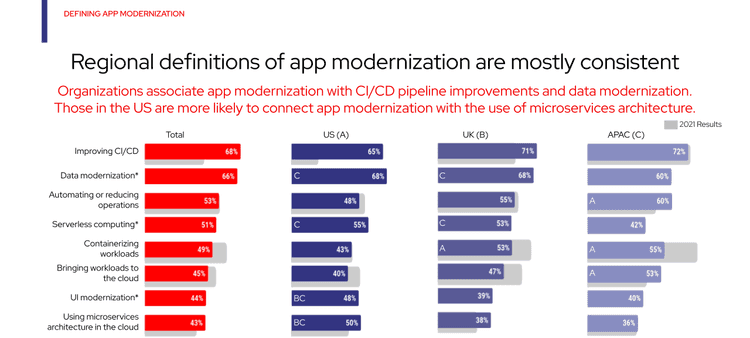 DEFINING APP MODERNIZATION
Regional definitions of app modernization are mostly consistent
Organizations associate app modernization with CI/CD pipeline improvements and data modernization.
Those in the US are more likely to connect app modernization with the use of microservices architecture.
2021 Results
Total US (A) UK (B) APAC (C)
Improving CI/CD 68% 65% 71% 72%
Data modernization* 66% C 68% C 68% 60%
Automating or reducing
operations 53% 48% 55% A 60%
Serverless computing* 51% C 55% C 53% 42%
Containerizing
workloads 49% 43% A 53% A 55%
Bringing workloads to
the cloud 45% 40% 47% A 53%
UI modernization* 44% BC 48% 39% 40%
Using microservices
architecture in the cloud 43% BC 50% 38% 36%